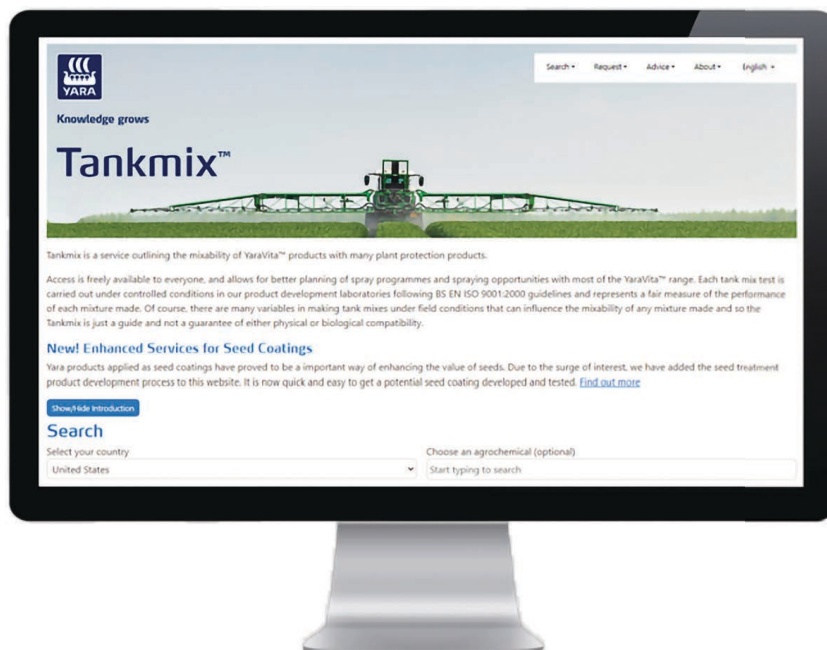 YARA
Search
Request
Advice
About
English
Knowledge grows
Tankmix™
Tankmix is a service outlining the mixability of YaraVita™ products with many plant protection products.
Access is freely available to everyone, and allows for better planning of spray programmes and spraying opportunities with most of the YaraVita™ range. Each tank mix test is
carried out under controlled conditions in our product development laboratories following BS EN ISO 9001:2000 guidelines and represents a fair measure of the performance
of each mixture made. Of course, there are many variables in making tank mixes under field conditions that can influence the mixability of any mixture made and so the
Tankmix is just a guide and not a guarantee of either physical or biological compatibility.
New! Enhanced Services for Seed Coatings
Yara products applied as seed coatings have proved to be a important way of enhancing the value of seeds. Due to the surge of interest, we have added the seed treatment
product development process to this website. It is now quick and easy to get a potential seed coating developed and tested. Find out more
Show/Hide Introduction
Search
Select your country
Choose an agrochemical (optional)
United States
Start typing to search